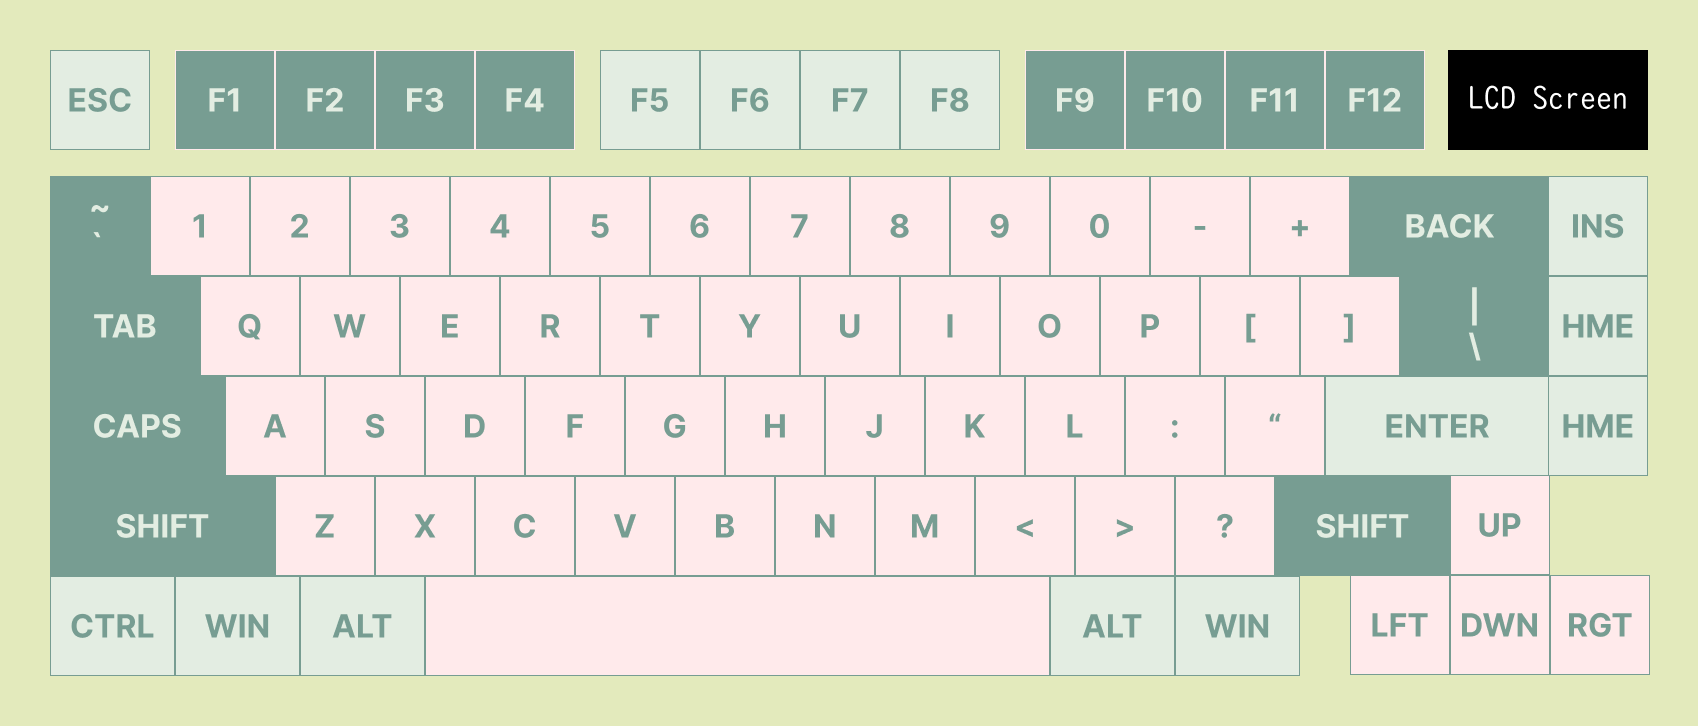 ESC F1 F2 F3 F4 F5 F6 F7 F8 F9 F10 F11 F12 LCD Screen
~
` 1 2 3 4 5 6 7 8 9 0 - + BACK INS
TAB Q W E R T Y U I O P [ ] | \ HME
CAPS A S D F G H J K L : “ ENTER HME
SHIFT Z X C V B N M < > ? SHIFT UP
CTRL WIN ALT ALT WIN LFT DWN RGT